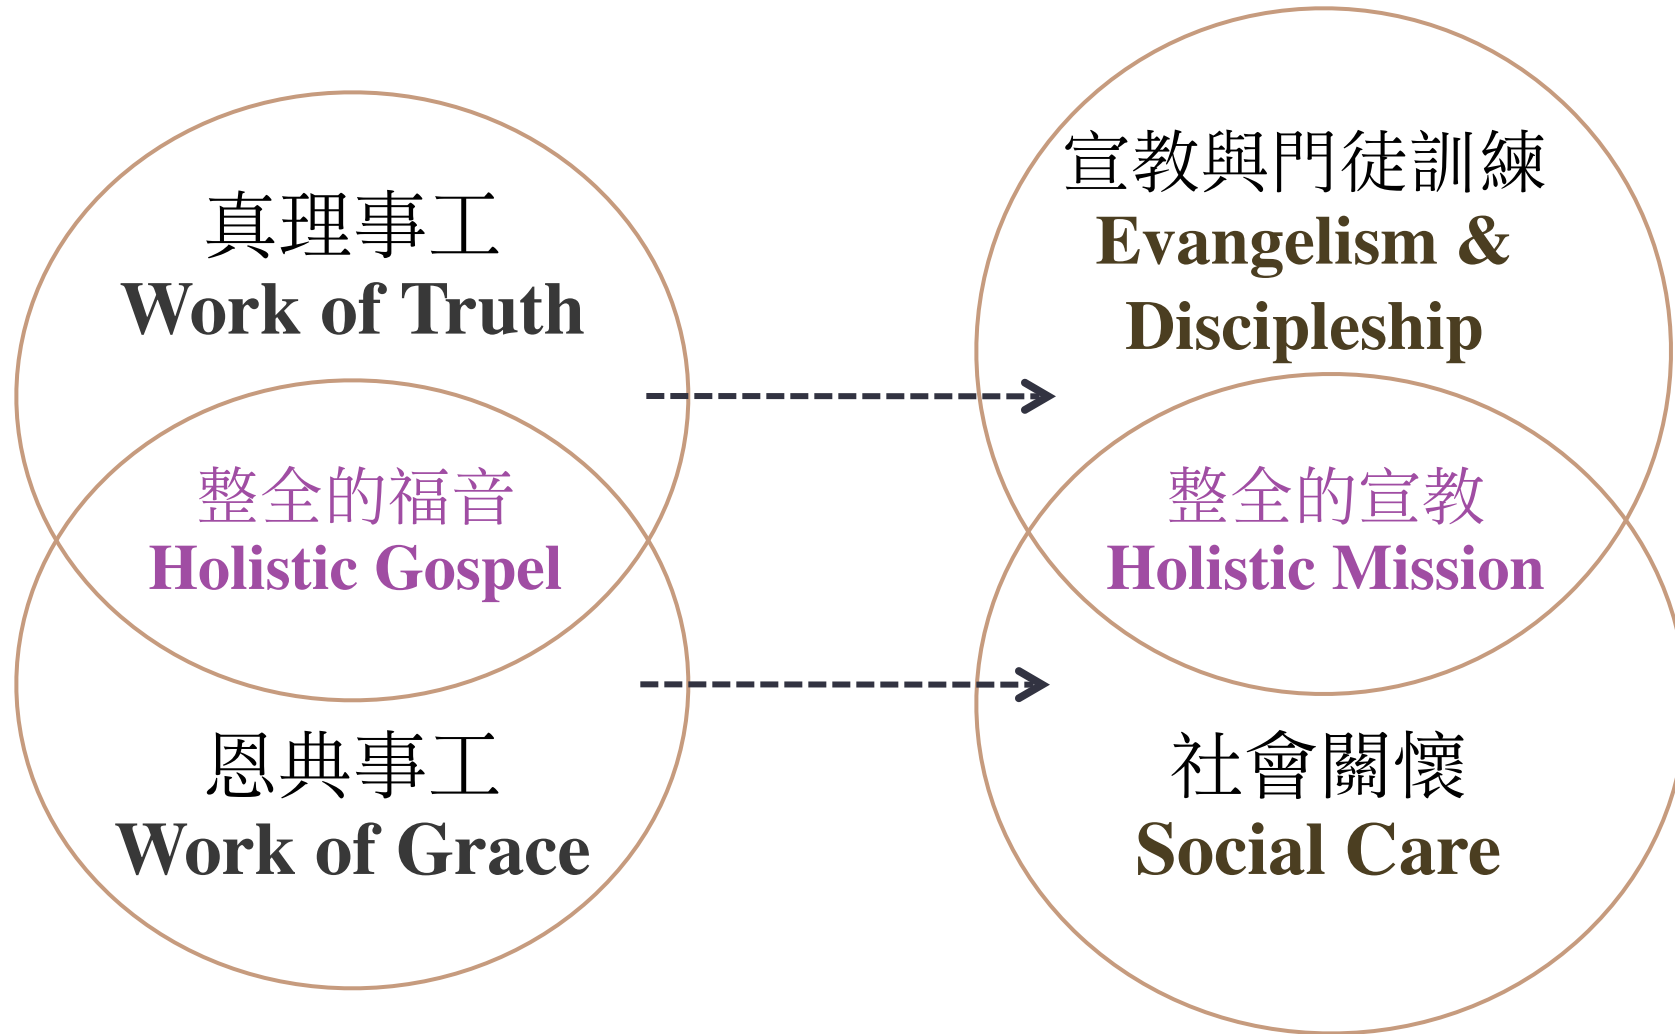 真理事工
Work of Truth
整全的福音
Holistic Gospel
恩典事工
Work of Grace
宣教與門徒訓練
Evangelism &
Discipleship
整全的宣教
Holistic Mission
社會關懷
Social Care